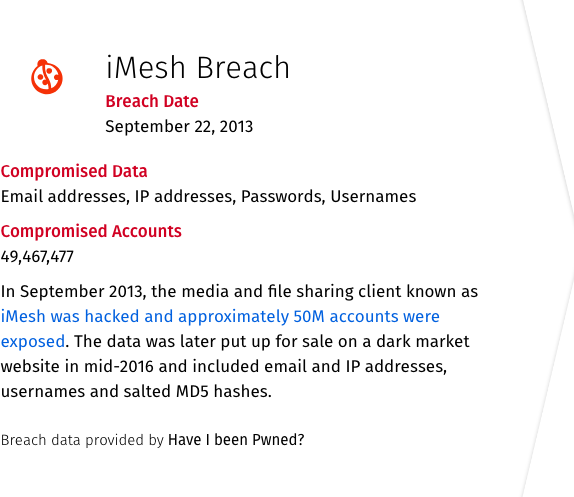 iMesh Breach
Breach Date
September 22, 2013
Compromised Data
Email addresses, IP addresses, Passwords, Usernames
Compromised Accounts
49,467,477
In September 2013, the media and file sharing client known as
iMesh was hacked and approximately 50M accounts were
exposed. The data was later put up for sale on a dark market
website in mid-2016 and included email and IP addresses,
usernames and salted MD5 hashes.
Breach data provided by Have I been Pwned?